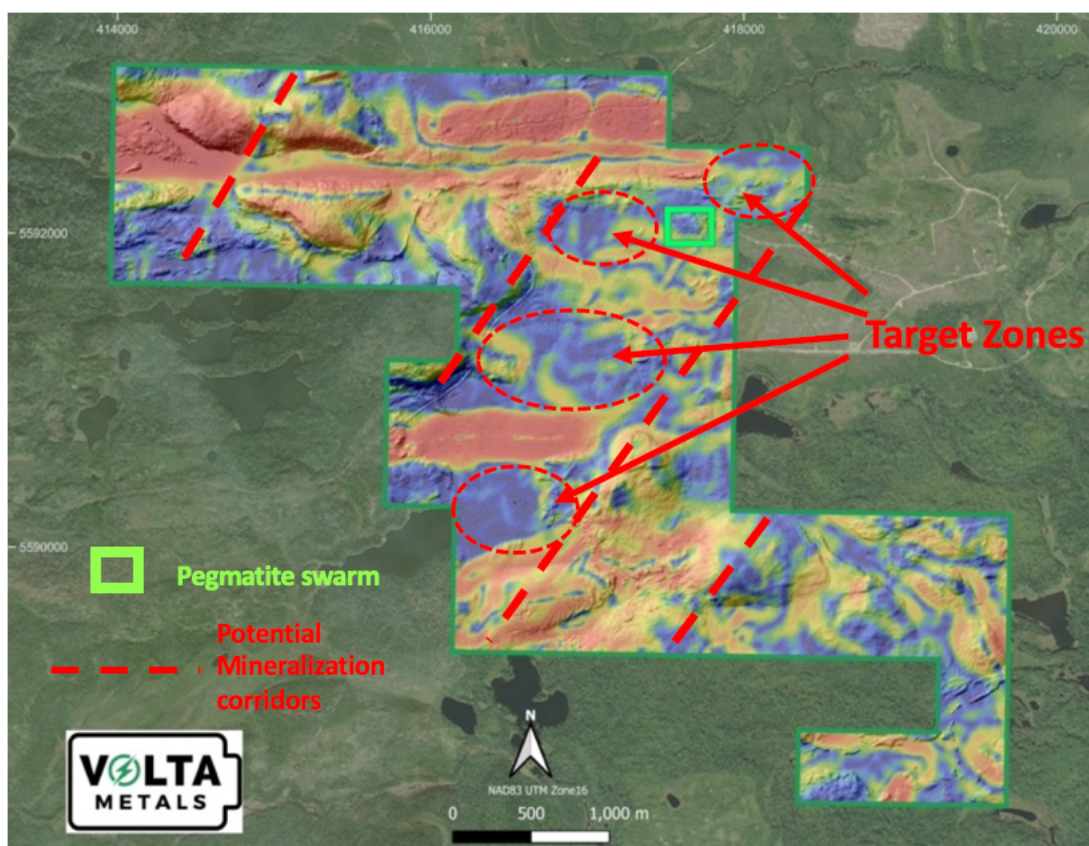 414000
416000
418000
420000
5592000
Target Zones
5590000
Pegmatite swarm
Potential
Mineralization
corridors
VOLTA
METALS
N
NAD83 UTM Zone16
0 500 1,000 m